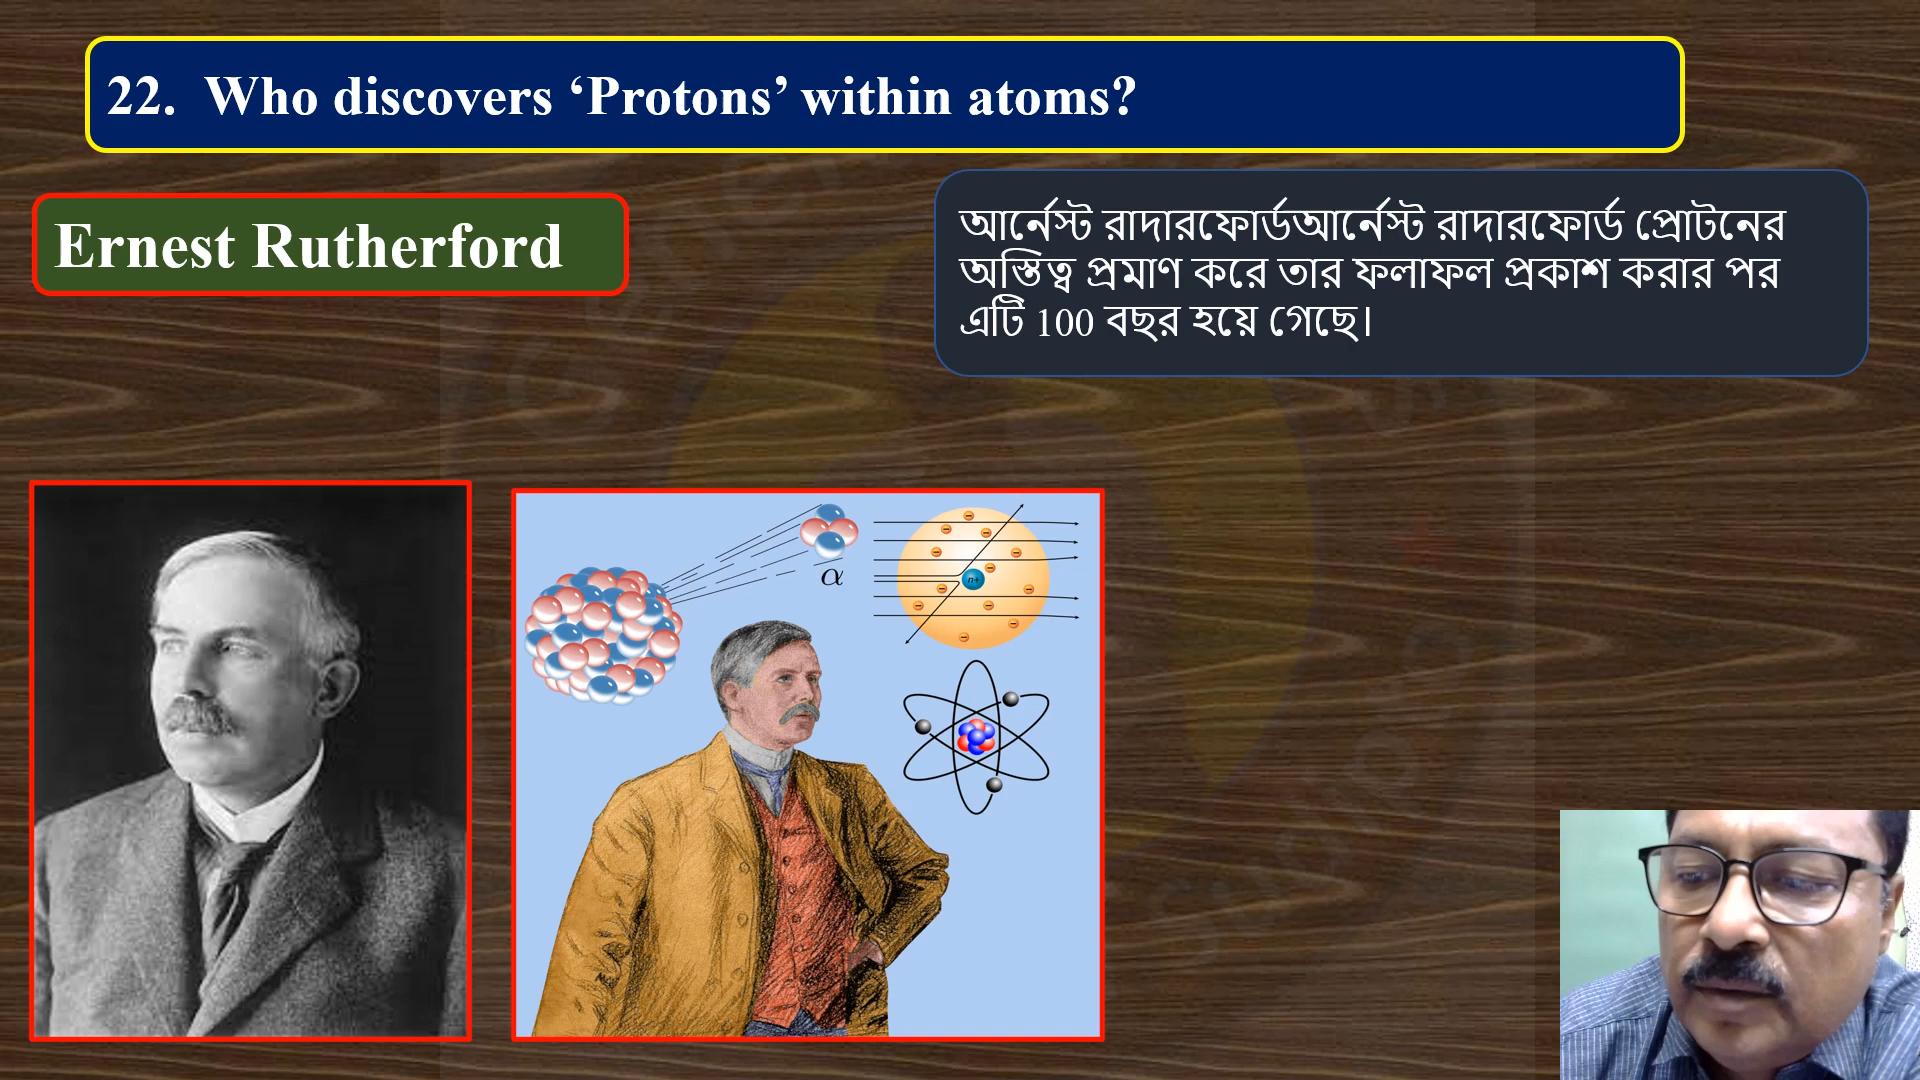 22. Who discovers ‘Protons’ within atoms?
Ernest Rutherford
আর্নেস্ট রাদারফোর্ডআর্নেস্ট রাদারফোর্ড প্রোটনের
অস্তিত্ব প্রমাণ করে তার ফলাফল প্রকাশ করার পর
এটি 100 বছর হয়ে গেছে।
α
n+